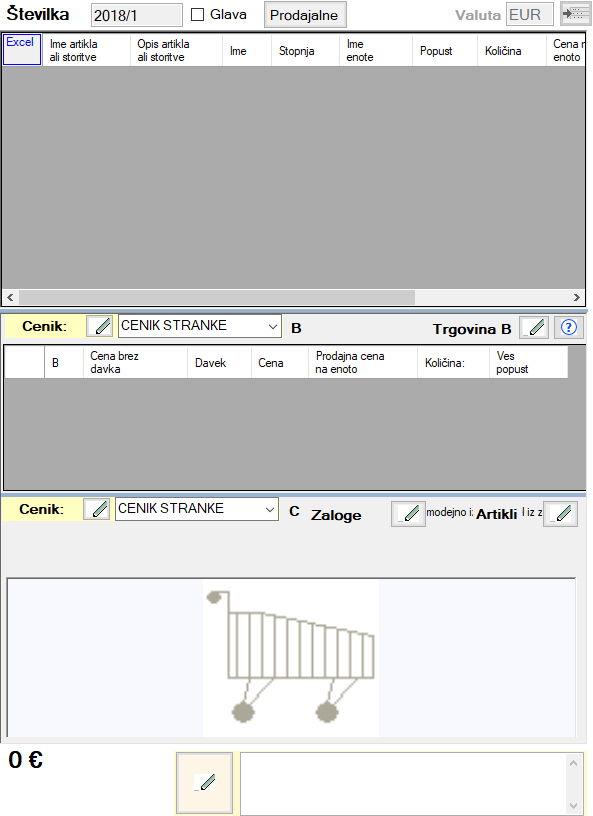 Številka 2018/1 Glava Prodajalne Valuta EUR
Excel
Ime artikla
ali storitve
Opis artikla
ali storitve
Ime
Stopnja
Ime
enote
Popust
Količina
Cena n
enoto
Cenik: CENIK STRANKE B Trgovina B ?
B
Cena brez
davka
Davek
Cena
Prodajna cena
na enoto
Količina:
Ves
popust
Cenik: CENIK STRANKE C Zaloge modejno i: Artikli l iz z
0 €